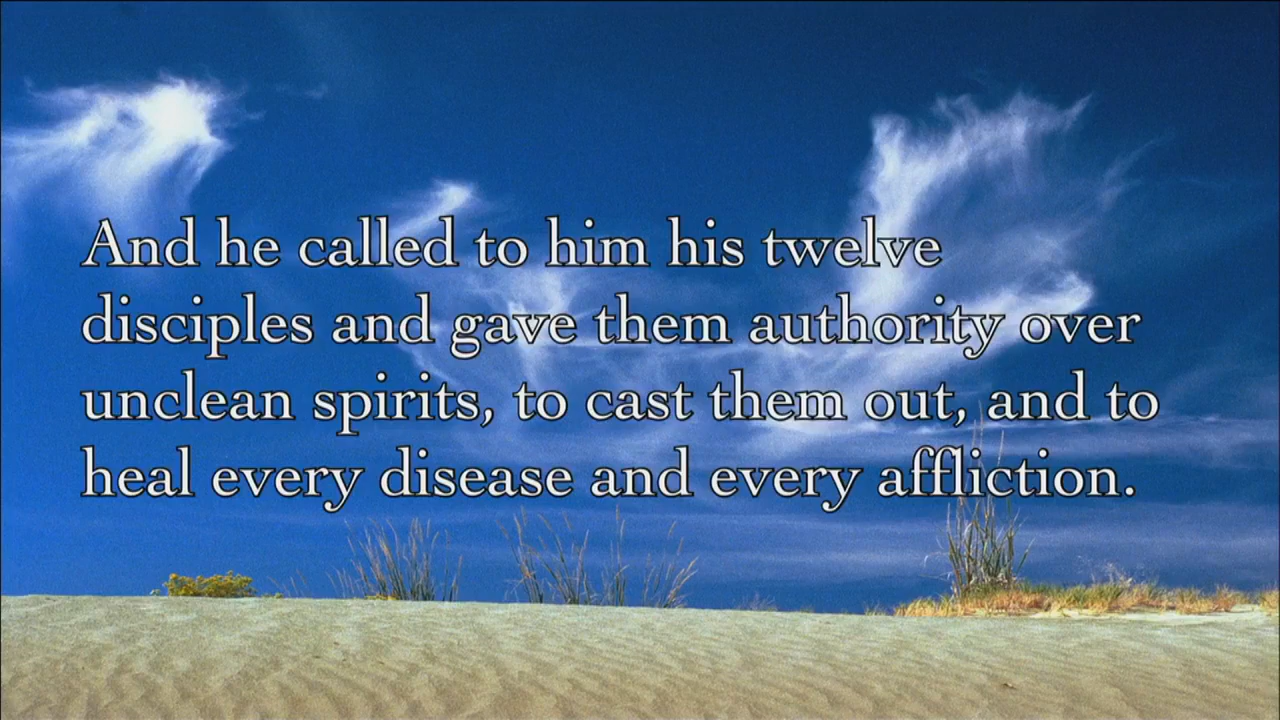 And he called to him his twelve
disciples and gave them authority over
unclean spirits, to cast them out, and to
heal every disease and every affliction.